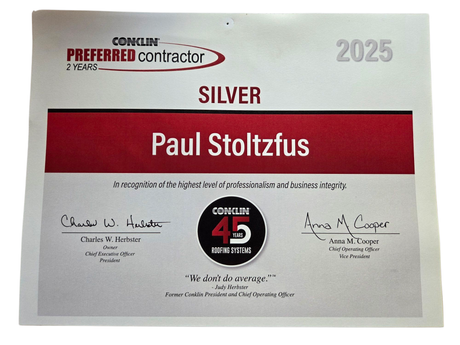 CONKLIN®
PREFERRED contractor
2 YEARS
2025
SILVER
Paul Stoltzfus
In recognition of the highest level of professionalism and business integrity.
Charles W. Herbster
Charles W. Herbster
Owner
Chief Executive Officer
President
CONKLIN®
45
YEARS
ROOFING SYSTEMS
Anna M Cooper
Anna M. Cooper
Chief Operating Officer
Vice President
“We don't do average.”"
- Judy Herbster
Former Conklin President and Chief Operating Officer